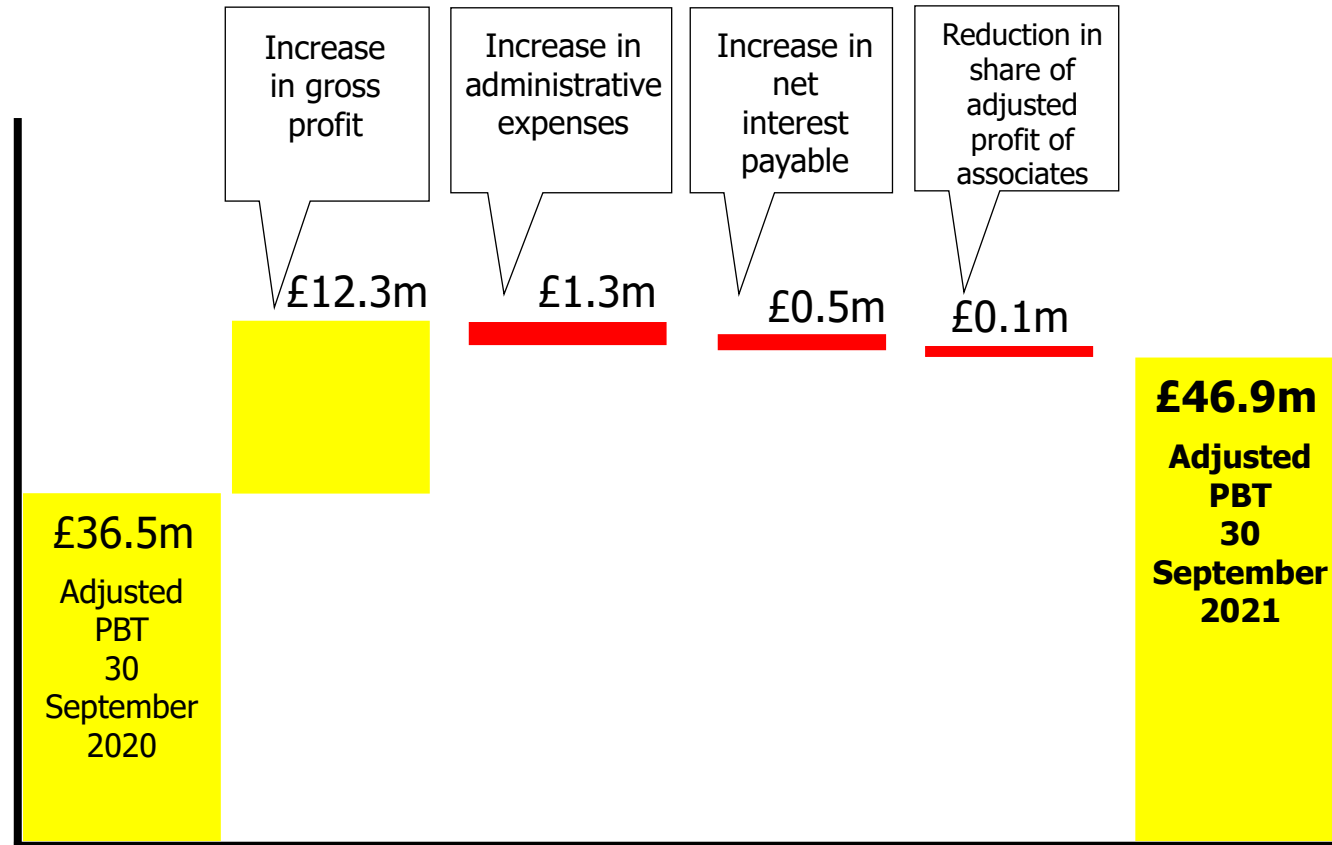 Increase
in gross
profit
Increase in
administrative
expenses
Increase in
net
interest
payable
Reduction in
share of
adjusted
profit of
associates
£12.3m
£1.3m
£0.5m
£0.1m
£36.5m
Adjusted
PBT
30
September
2020
£46.9m
Adjusted
PBT
30
September
2021